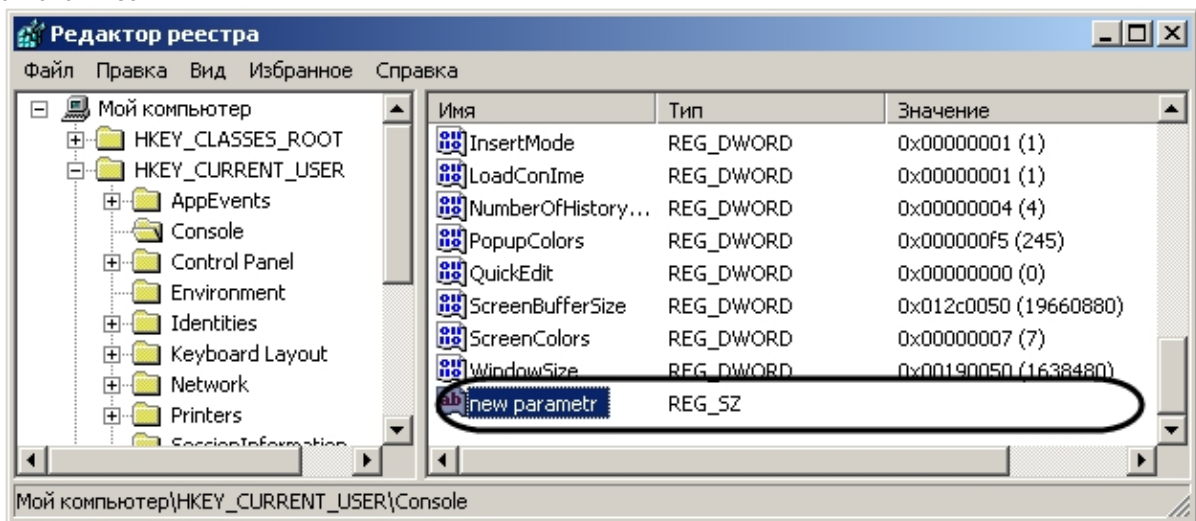 Редактор реестра
Файл Правка Вид Избранное Справка
Мой компьютер
HKEY_CLASSES_ROOT
HKEY_CURRENT_USER
AppEvents
Console
Control Panel
Environment
Identities
Keyboard Layout
Network
Printers
SessionInformation
Имя Тип Значение
InsertMode REG_DWORD 0x00000001 (1)
LoadConIme REG_DWORD 0x00000001 (1)
NumberOfHistory... REG_DWORD 0x00000004 (4)
PopupColors REG_DWORD 0x000000f5 (245)
QuickEdit REG_DWORD 0x00000000 (0)
ScreenBufferSize REG_DWORD 0x012c0050 (19660880)
ScreenColors REG_DWORD 0x00000007 (7)
WindowSize REG_DWORD 0x00190050 (1638480)
new parametr REG_SZ
Мой компьютер\HKEY_CURRENT_USER\Console